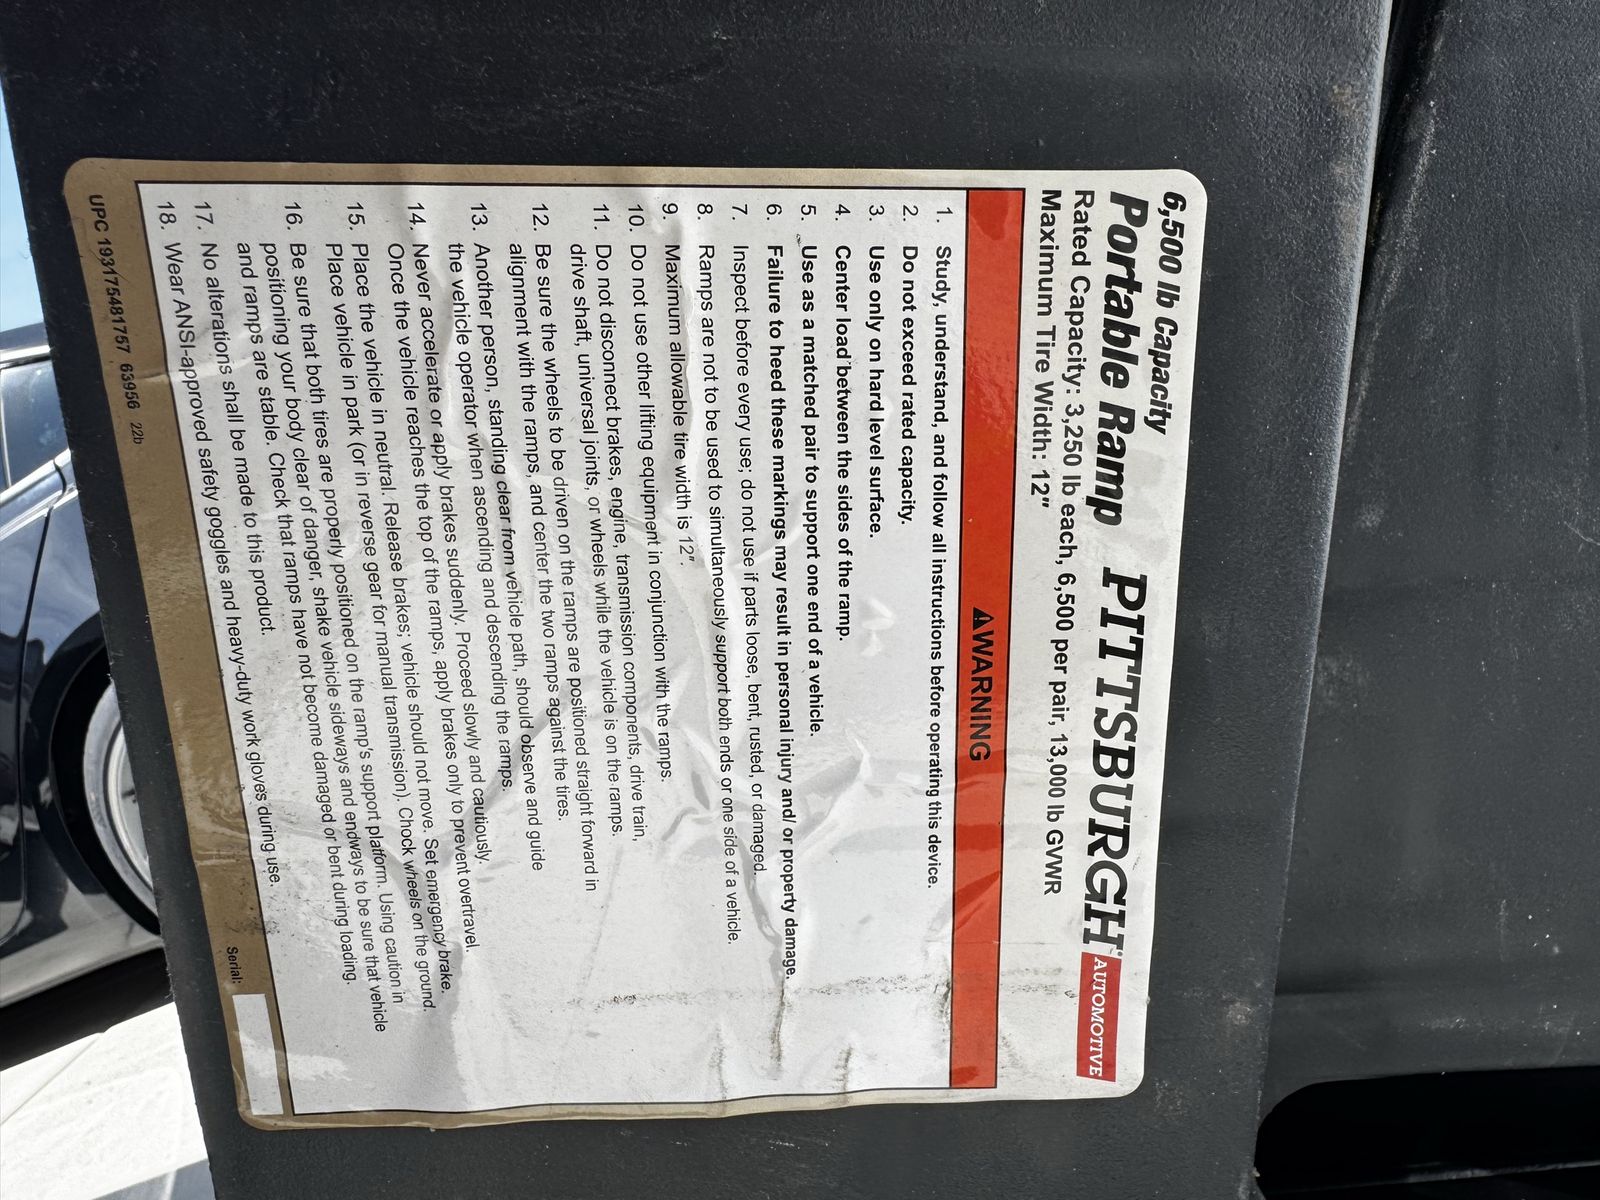 6,500 lb Capacity
Portable Ramp PITTSBURGH® AUTOMOTIVE
Rated Capacity: 3,250 lb each, 6,500 per pair, 13,000 lb GVWR
Maximum Tire Width: 12"
⚠WARNING
1. Study, understand, and follow all instructions before operating this device.
2. Do not exceed rated capacity.
3. Use only on hard level surface.
4. Center load between the sides of the ramp.
5. Use as a matched pair to support one end of a vehicle.
6. Failure to heed these markings may result in personal injury and/ or property damage.
7. Inspect before every use; do not use if parts loose, bent, rusted, or damaged.
8. Ramps are not to be used to simultaneously support both ends or one side of a vehicle.
9. Maximum allowable tire width is 12".
10. Do not use other lifting equipment in conjunction with the ramps.
11. Do not disconnect brakes, engine, transmission components, drive train,
drive shaft, universal joints, or wheels while the vehicle is on the ramps.
12. Be sure the wheels to be driven on the ramps are positioned straight forward in
alignment with the ramps, and center the two ramps against the tires.
13. Another person, standing clear from vehicle path, should observe and guide
the vehicle operator when ascending and descending the ramps.
14. Never accelerate or apply brakes suddenly. Proceed slowly and cautiously.
Once the vehicle reaches the top of the ramps, apply brakes only to prevent overtravel.
15. Place the vehicle in neutral. Release brakes; vehicle should not move. Set emergency brake.
Place vehicle in park (or in reverse gear for manual transmission). Chock wheels on the ground.
16. Be sure that both tires are properly positioned on the ramp's support platform. Using caution in
positioning your body clear of danger, shake vehicle sideways and endways to be sure that vehicle
and ramps are stable. Check that ramps have not become damaged or bent during loading.
17. No alterations shall be made to this product.
18. Wear ANSI-approved safety goggles and heavy-duty work gloves during use.
UPC 193175481757 63956 22b Serial: